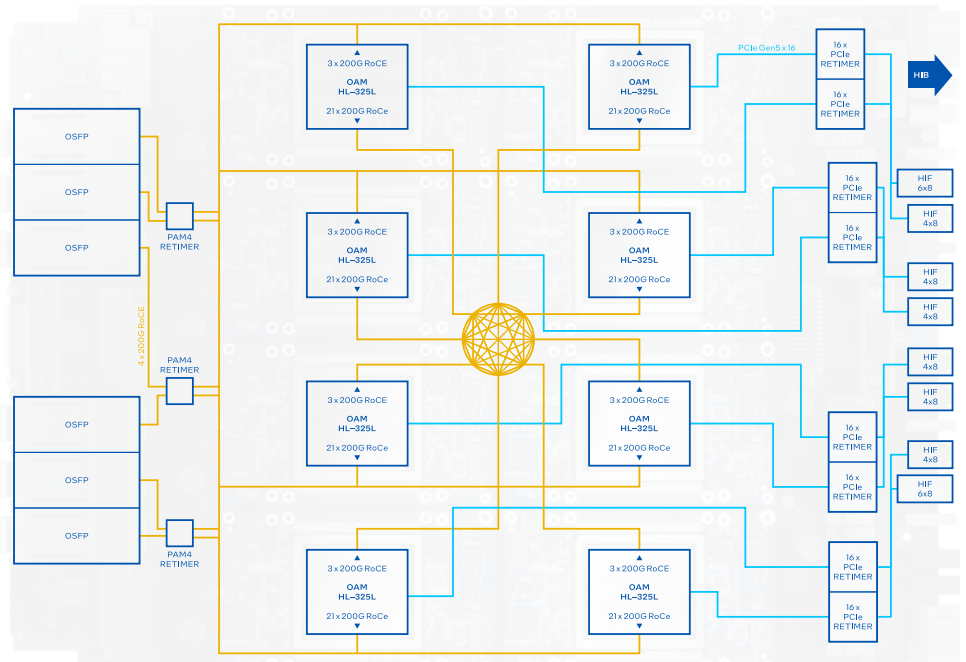 PCIe Gen5 x 16
3 x 200G RoCE
OAM
HL–325L
21 x 200G RoCe
3 x 200G RoCE
OAM
HL–325L
21 x 200G RoCe
16 x
PCIe
RETIMER
16 x
PCIe
RETIMER
HIB
OSFP
OSFP
OSFP
PAM4
RETIMER
3 x 200G RoCE
OAM
HL–325L
21 x 200G RoCe
3 x 200G RoCE
OAM
HL–325L
21 x 200G RoCe
16 x
PCIe
RETIMER
16 x
PCIe
RETIMER
HIF
6x8
HIF
4x8
HIF
4x8
HIF
4x8
4 x 200G RoCE
PAM4
RETIMER
3 x 200G RoCE
OAM
HL–325L
21 x 200G RoCe
3 x 200G RoCE
OAM
HL–325L
21 x 200G RoCe
16 x
PCIe
RETIMER
16 x
PCIe
RETIMER
HIF
4x8
HIF
4x8
HIF
4x8
HIF
6x8
OSFP
OSFP
OSFP
PAM4
RETIMER
3 x 200G RoCE
OAM
HL–325L
21 x 200G RoCe
3 x 200G RoCE
OAM
HL–325L
21 x 200G RoCe
16 x
PCIe
RETIMER
16 x
PCIe
RETIMER